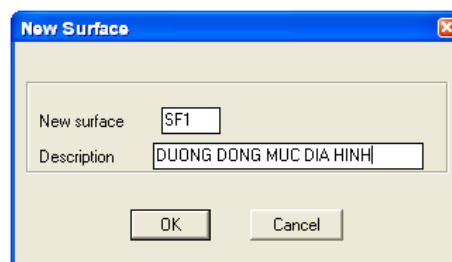 New Surface
New surface SF1
Description DUONG DONG MUC DIA HINH
OK Cancel